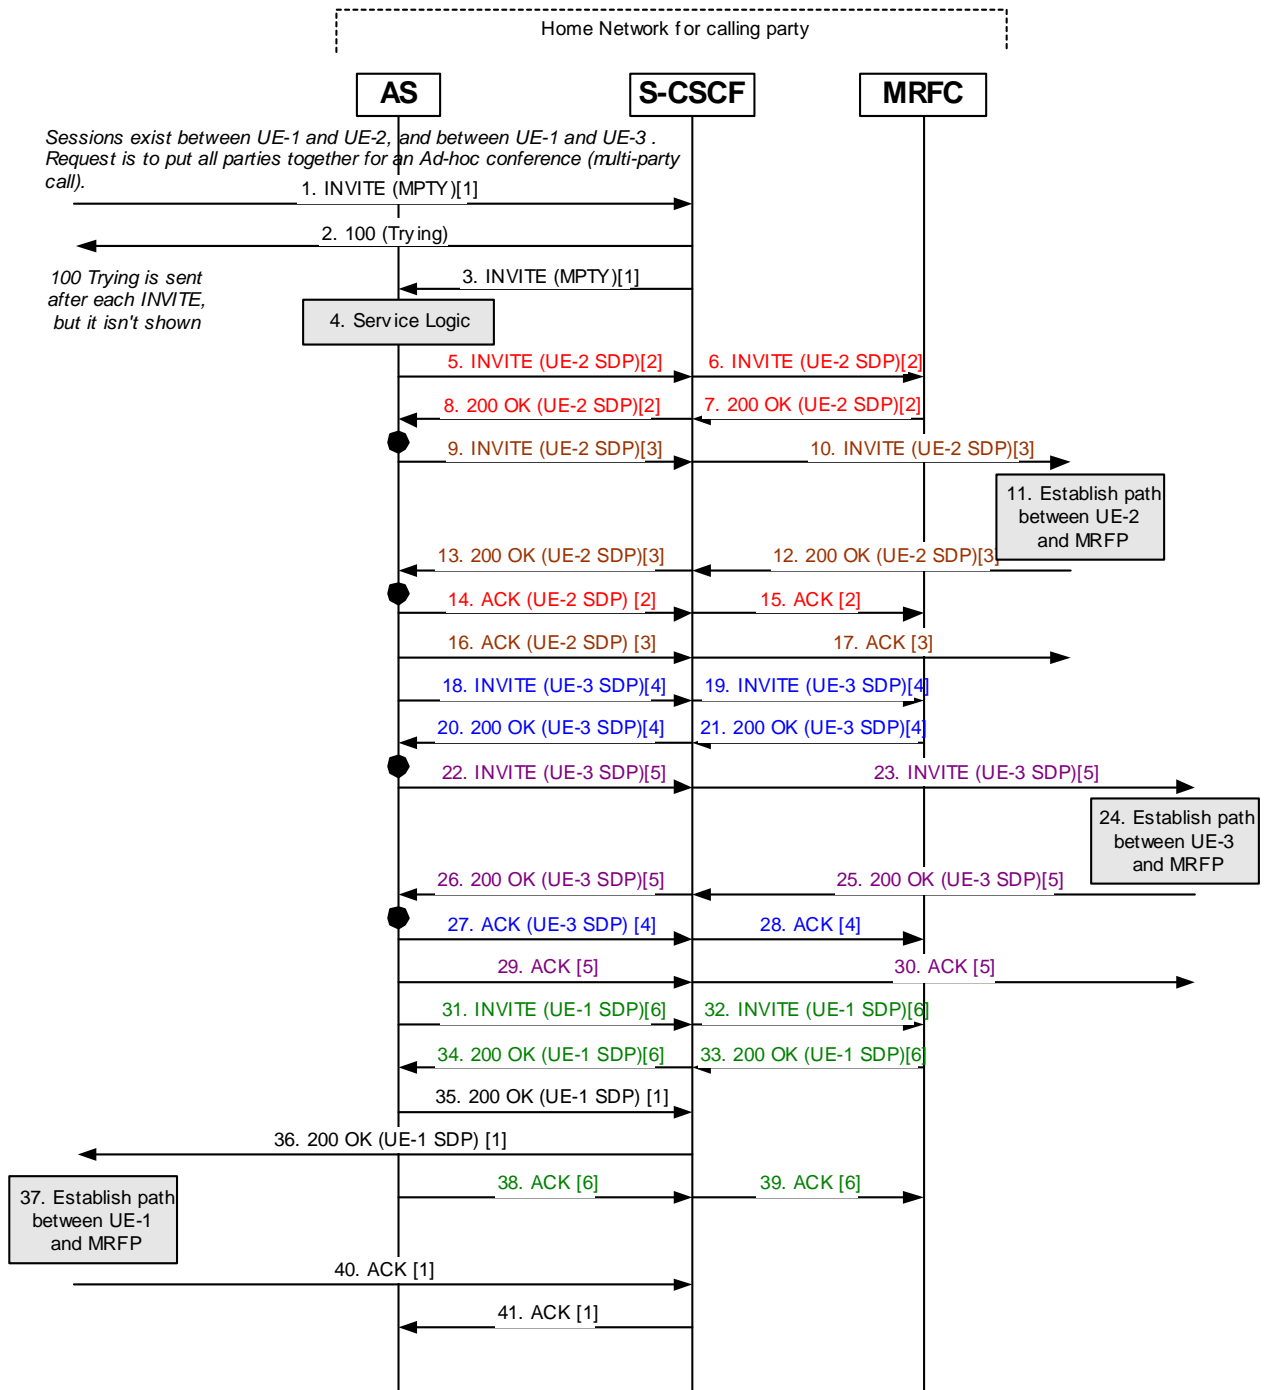 Home Network for calling party
AS
S-CSCF
MRFC
Sessions exist between UE-1 and UE-2, and between UE-1 and UE-3 .
Request is to put all parties together for an Ad-hoc conference (multi-party
call).
1. INVITE (MPTY)[1]
2. 100 (Trying)
100 Trying is sent
after each INVITE,
but it isn't shown
3. INVITE (MPTY)[1]
4. Service Logic
5. INVITE (UE-2 SDP)[2]
6. INVITE (UE-2 SDP)[2]
8. 200 OK (UE-2 SDP)[2]
7. 200 OK (UE-2 SDP)[2]
9. INVITE (UE-2 SDP)[3]
10. INVITE (UE-2 SDP)[3]
11. Establish path
between UE-2
and MRFP
13. 200 OK (UE-2 SDP)[3]
12. 200 OK (UE-2 SDP)[3]
14. ACK (UE-2 SDP) [2]
15. ACK [2]
16. ACK (UE-2 SDP) [3]
17. ACK [3]
18. INVITE (UE-3 SDP)[4]
19. INVITE (UE-3 SDP)[4]
20. 200 OK (UE-3 SDP)[4]
21. 200 OK (UE-3 SDP)[4]
22. INVITE (UE-3 SDP)[5]
23. INVITE (UE-3 SDP)[5]
24. Establish path
between UE-3
and MRFP
26. 200 OK (UE-3 SDP)[5]
25. 200 OK (UE-3 SDP)[5]
27. ACK (UE-3 SDP) [4]
28. ACK [4]
29. ACK [5]
30. ACK [5]
31. INVITE (UE-1 SDP)[6]
32. INVITE (UE-1 SDP)[6]
34. 200 OK (UE-1 SDP)[6]
33. 200 OK (UE-1 SDP)[6]
35. 200 OK (UE-1 SDP) [1]
36. 200 OK (UE-1 SDP) [1]
37. Establish path
between UE-1
and MRFP
38. ACK [6]
39. ACK [6]
40. ACK [1]
41. ACK [1]